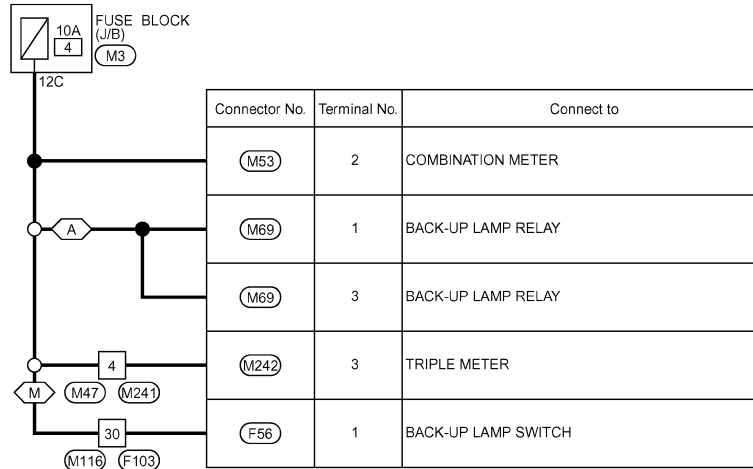 FUSE BLOCK
(J/B)
10A
4
M3
12C
Connector No. Terminal No. Connect to
M53 2 COMBINATION METER
A M69 1 BACK-UP LAMP RELAY
M69 3 BACK-UP LAMP RELAY
4 M242 3 TRIPLE METER
M M47 M241
30 F56 1 BACK-UP LAMP SWITCH
M116 F103